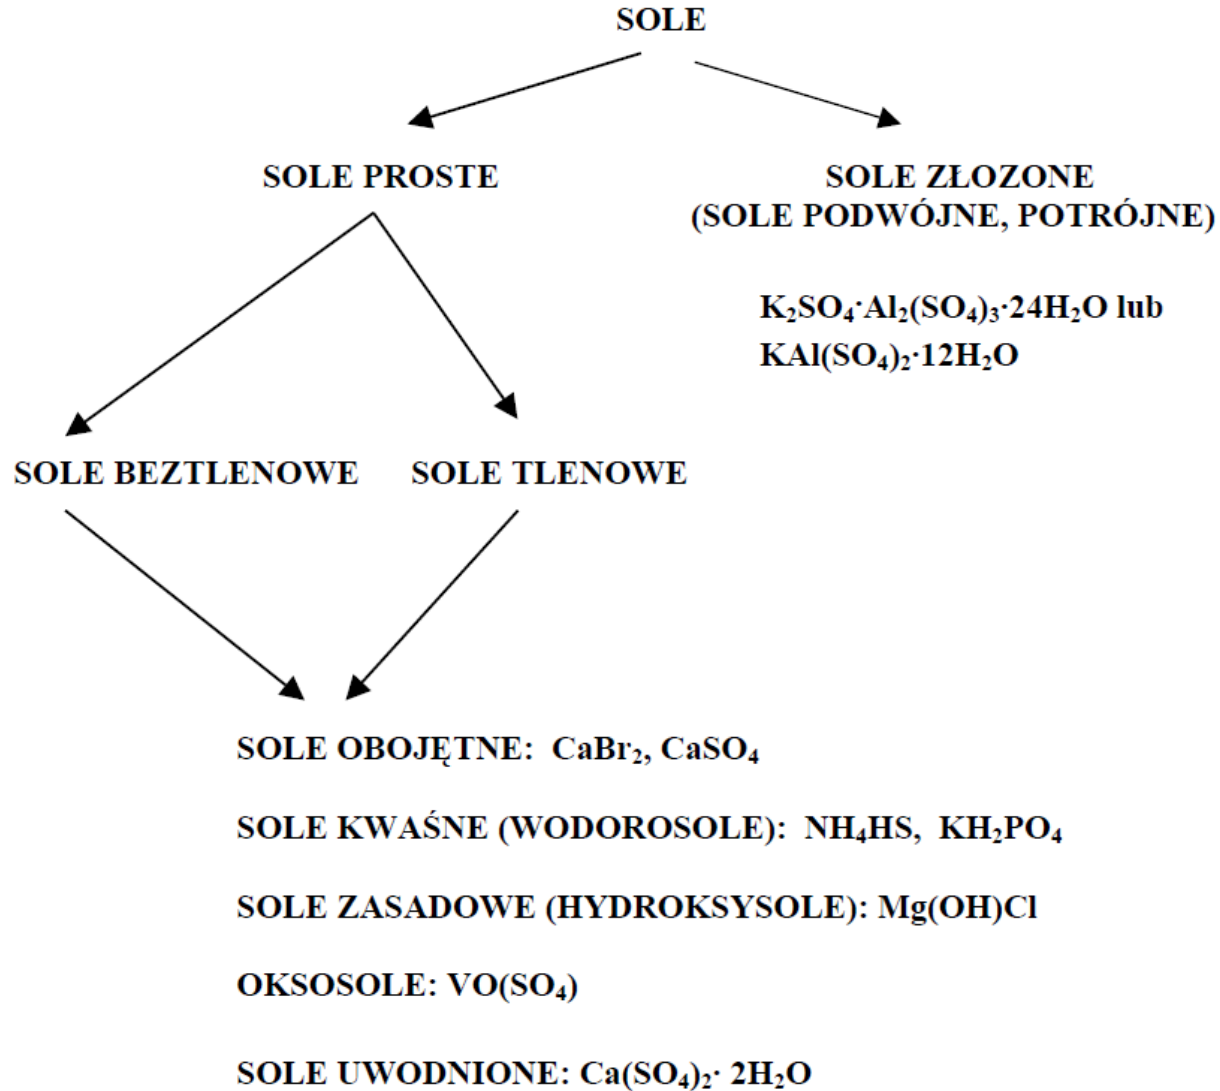 SOLE
SOLE PROSTE
SOLE ZŁOZONE
(SOLE PODWÓJNE, POTRÓJNE)
K₂SO₄·Al₂(SO₄)₃·24H₂O lub
KAl(SO₄)₂·12H₂O
SOLE BEZTLENOWE
SOLE TLENOWE
SOLE OBOJĘTNE: CaBr₂, CaSO₄
SOLE KWAŚNE (WODOROSOLE): NH₄HS, KH₂PO₄
SOLE ZASADOWE (HYDROKSYSOLE): Mg(OH)Cl
OKSOSOLE: VO(SO₄)
SOLE UWODNIONE: Ca(SO₄)₂· 2H₂O